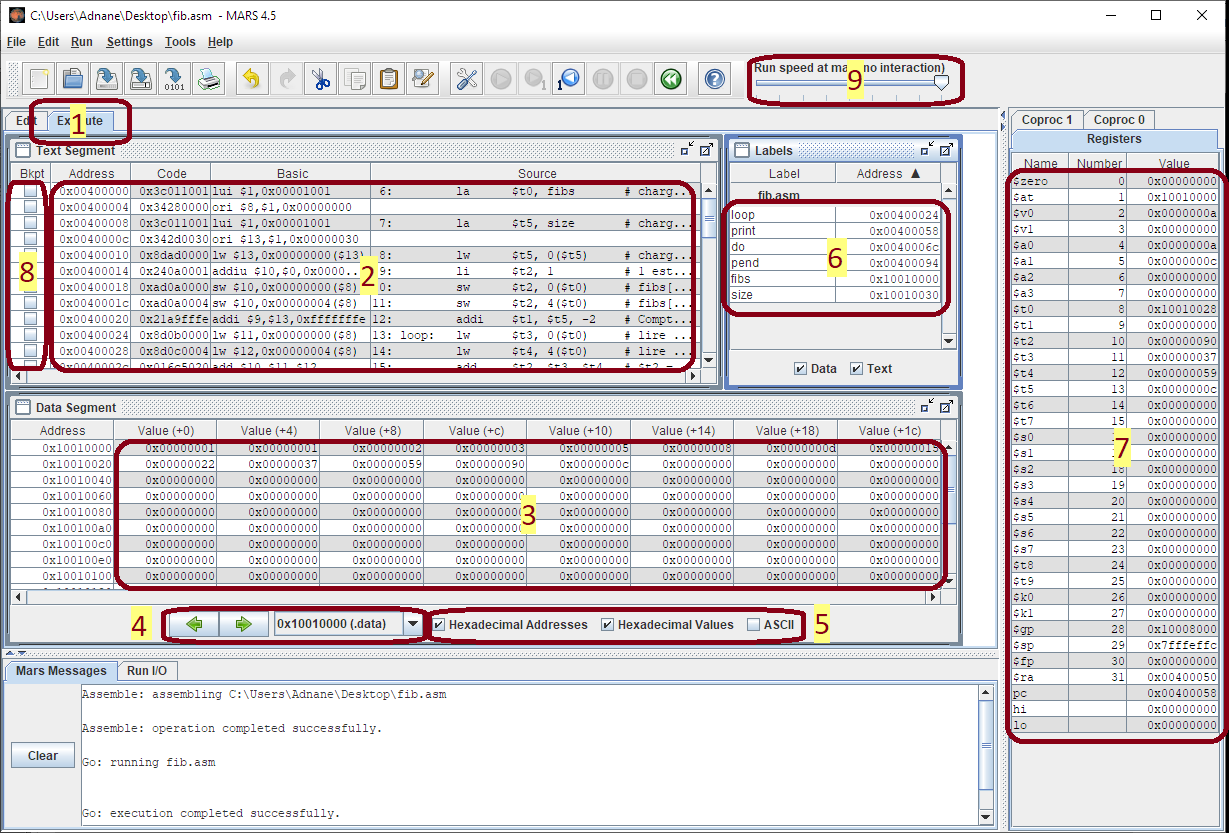 C:\Users\Adnane\Desktop\fib.asm - MARS 4.5
File Edit Run Settings Tools Help
Run speed at max no interaction)
9
Edit Execute
1
Text Segment
Bkpt Address Code Basic Source
0x00400000 0x3c011001 lui $1,0x00001001 6: la $t0, fibs # charg...
0x00400004 0x34280000 ori $8,$1,0x00000000
0x00400008 0x3c011001 lui $1,0x00001001 7: la $t5, size # charg...
0x0040000c 0x342d0030 ori $13,$1,0x00000030
0x00400010 0x8dad0000 lw $13,0x00000000($13) 8: lw $t5, 0($t5) # charg...
0x00400014 0x240a0001 addiu $10,$0,0x0000... 9: li $t2, 1 # 1 est...
0x00400018 0xad0a0000 sw $10,0x00000000($8) 0: sw $t2, 0($t0) # fibs[...
0x0040001c 0xad0a0004 sw $10,0x00000004($8) 11: sw $t2, 4($t0) # fibs[...
0x00400020 0x21a9fffe addi $9,$13,0xfffffffe 12: addi $t1, $t5, -2 # Compt...
0x00400024 0x8d0b0000 lw $11,0x00000000($8) 13: loop: lw $t3, 0($t0) # lire ...
0x00400028 0x8d0c0004 lw $12,0x00000004($8) 14: lw $t4, 4($t0) # lire ...
0x0040002c 0x016c5020 add $10,$11,$12 15: add $t2, $t3, $t4 # $t2 = ...
8
2
Labels
Label Address ▲
fib.asm
loop 0x00400024
print 0x00400058
do 0x0040006c
pend 0x00400094
fibs 0x10010000
size 0x10010030
6
Data Text
Data Segment
Address Value (+0) Value (+4) Value (+8) Value (+c) Value (+10) Value (+14) Value (+18) Value (+1c)
0x10010000 0x00000001 0x00000001 0x00000002 0x00000003 0x00000005 0x00000008 0x0000000d 0x00000015
0x10010020 0x00000022 0x00000037 0x00000059 0x00000090 0x0000000c 0x00000000 0x00000000 0x00000000
0x10010040 0x00000000 0x00000000 0x00000000 0x00000000 0x00000000 0x00000000 0x00000000 0x00000000
0x10010060 0x00000000 0x00000000 0x00000000 0x00000000 0x00000000 0x00000000 0x00000000 0x00000000
0x10010080 0x00000000 0x00000000 0x00000000 0x00000000 0x00000000 0x00000000 0x00000000 0x00000000
0x100100a0 0x00000000 0x00000000 0x00000000 0x00000000 0x00000000 0x00000000 0x00000000 0x00000000
0x100100c0 0x00000000 0x00000000 0x00000000 0x00000000 0x00000000 0x00000000 0x00000000 0x00000000
0x100100e0 0x00000000 0x00000000 0x00000000 0x00000000 0x00000000 0x00000000 0x00000000 0x00000000
0x10010100 0x00000000 0x00000000 0x00000000 0x00000000 0x00000000 0x00000000 0x00000000 0x00000000
3
4 0x10010000 (.data) Hexadecimal Addresses Hexadecimal Values ASCII 5
Mars Messages Run I/O
Assemble: assembling C:\Users\Adnane\Desktop\fib.asm
Assemble: operation completed successfully.
Go: running fib.asm
Go: execution completed successfully.
Clear
Coproc 1 Coproc 0
Registers
Name Number Value
$zero 0 0x00000000
$at 1 0x10010000
$v0 2 0x0000000a
$v1 3 0x00000000
$a0 4 0x0000000a
$a1 5 0x0000000c
$a2 6 0x00000000
$a3 7 0x00000000
$t0 8 0x10010028
$t1 9 0x00000000
$t2 10 0x00000090
$t3 11 0x00000037
$t4 12 0x00000059
$t5 13 0x0000000c
$t6 14 0x00000000
$t7 15 0x00000000
$s0 0x00000000
$s1 0x00000000
$s2 18 0x00000000
$s3 19 0x00000000
$s4 20 0x00000000
$s5 21 0x00000000
$s6 22 0x00000000
$s7 23 0x00000000
$t8 24 0x00000000
$t9 25 0x00000000
$k0 26 0x00000000
$k1 27 0x00000000
$gp 28 0x10008000
$sp 29 0x7fffeffc
$fp 30 0x00000000
$ra 31 0x00400050
pc 0x00400058
hi 0x00000000
lo 0x00000000
7